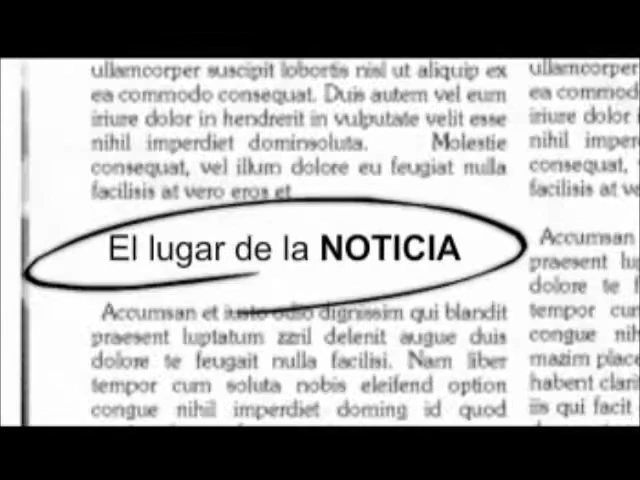 ullamcorper suscipit lobortis nisl ut aliquip ex
ea commodo consequat. Duis autem vel eum
iriure dolor in hendrerit in vulputate velit esse
nihil imperdiet dominsoluta. Molestie
consequat, vel illum dolore eu feugiat nulla
facilisis at vero eros et
El lugar de la NOTICIA
Accumsan et iusto odio dignissim qui blandit
praesent luptatum zzril delenit augue duis
dolore te feugait nulla facilisi. Nam liber
tempor cum soluta nobis eleifend option
congue nihil imperdiet doming id quod
ullamcorper
ea commod
iriure dolor i
nihil imper
consequat,
facilisis at v
Accumsan
praesent lu
dolore te f
tempor cu
congue nih
mazim place
habent clari
iis qui facit